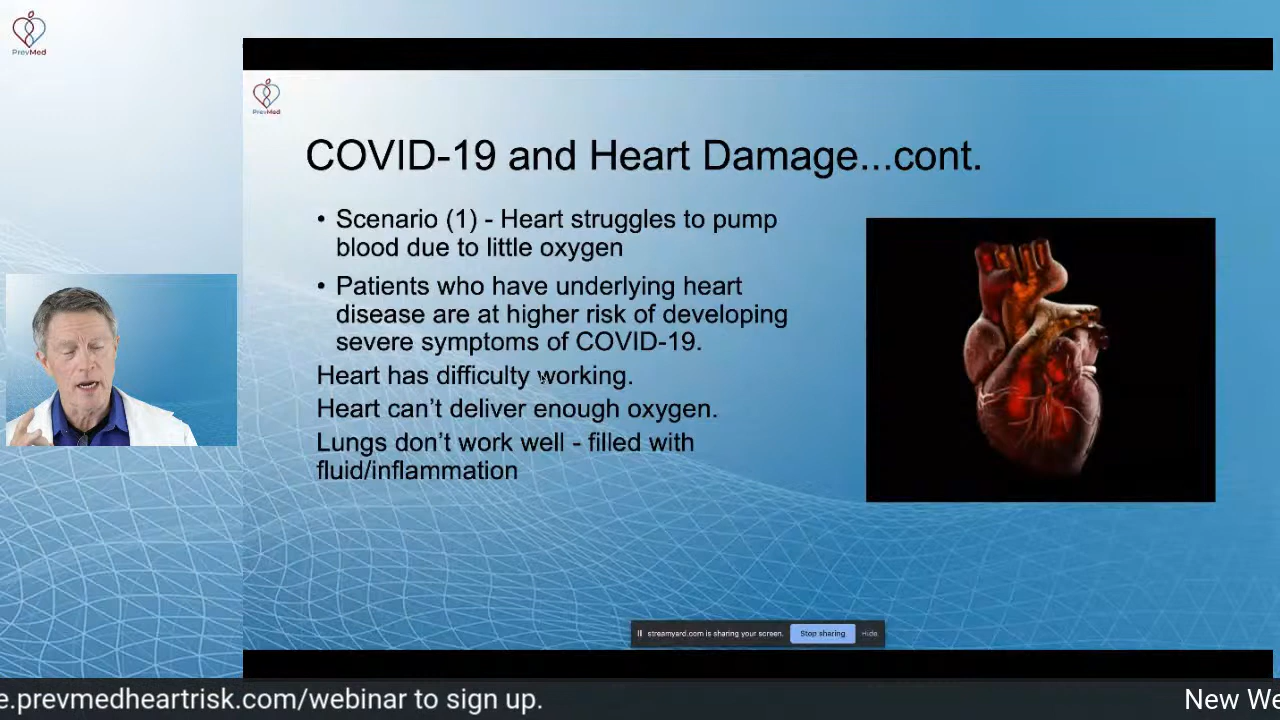 PrevMed
PrevMed
COVID-19 and Heart Damage...cont.
• Scenario (1) - Heart struggles to pump
blood due to little oxygen
• Patients who have underlying heart
disease are at higher risk of developing
severe symptoms of COVID-19.
Heart has difficulty working.
Heart can't deliver enough oxygen.
Lungs don't work well - filled with
fluid/inflammation
streamyard.com is sharing your screen. Stop sharing Hide
e.prevmedheartrisk.com/webinar to sign up. New We